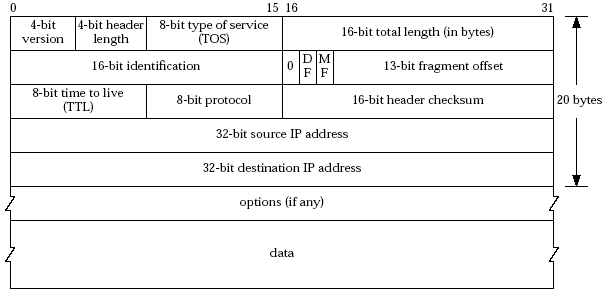 0 15 16 31
4-bit version 4-bit header length 8-bit type of service (TOS) 16-bit total length (in bytes)
16-bit identification 0 DF MF 13-bit fragment offset
8-bit time to live (TTL) 8-bit protocol 16-bit header checksum
20 bytes
32-bit source IP address
32-bit destination IP address
options (if any)
data